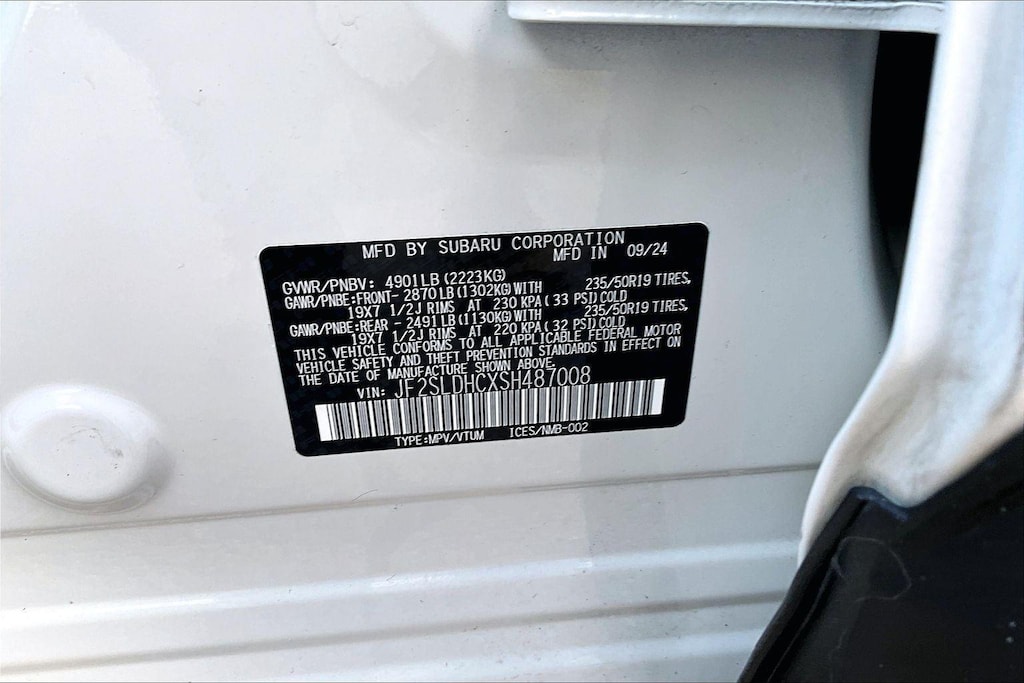 MFD BY SUBARU CORPORATION
MFD IN 09/24
GVWR/PNBV: 4901LB(2223KG)
GAWR/PNBE:FRONT- 2870LB(1302KG)WITH 235/50R19 TIRES,
19X7 1/2J RIMS AT 230 KPA( 33 PSI)COLD
GAWR/PNBE:REAR - 2491LB(1130KG)WITH 235/50R19 TIRES,
19X7 1/2J RIMS AT 220 KPA( 32 PSI)COLD
THIS VEHICLE CONFORMS TO ALL APPLICABLE FEDERAL MOTOR
VEHICLE SAFETY AND THEFT PREVENTION STANDARDS IN EFFECT ON
THE DATE OF MANUFACTURE SHOWN ABOVE.
VIN: JF2SLDHCXSH487008
TYPE:MPV/VTUM ICES/NMB-002